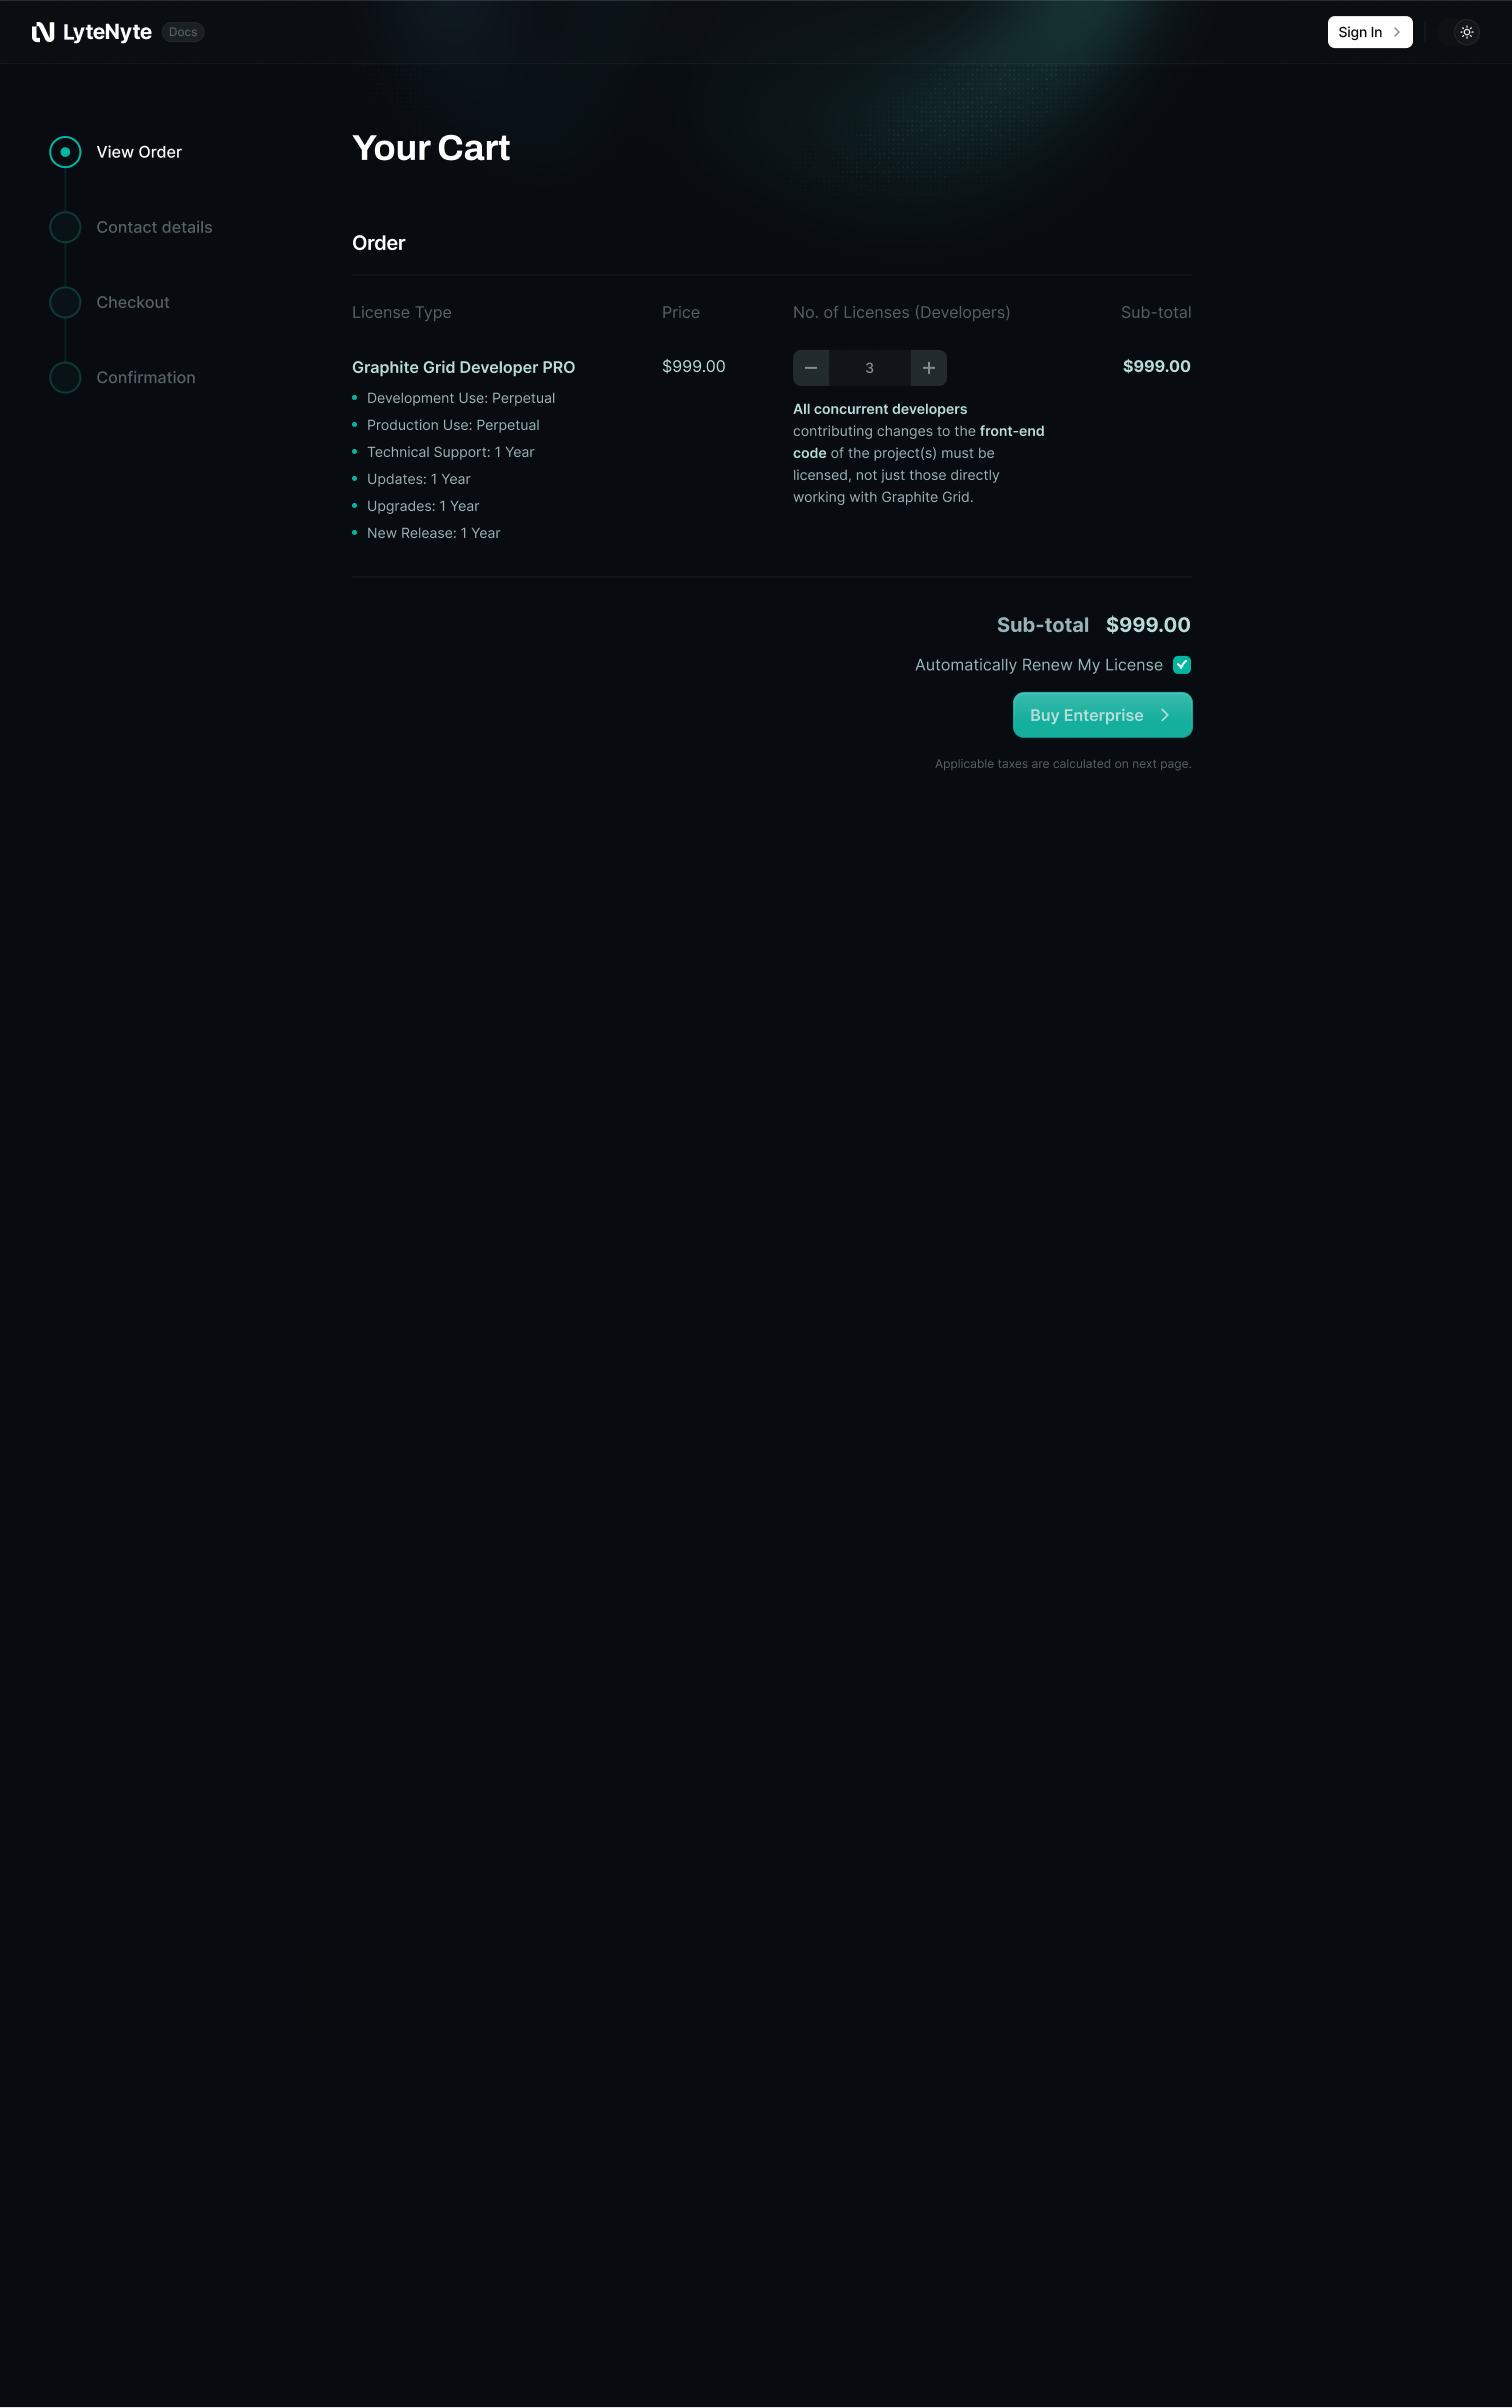 LyteNyte Docs
Sign In
View Order
Contact details
Checkout
Confirmation
Your Cart
Order
License Type Price No. of Licenses (Developers) Sub-total
Graphite Grid Developer PRO $999.00 3 $999.00
Development Use: Perpetual
Production Use: Perpetual
Technical Support: 1 Year
Updates: 1 Year
Upgrades: 1 Year
New Release: 1 Year
All concurrent developers
contributing changes to the front-end
code of the project(s) must be
licensed, not just those directly
working with Graphite Grid.
Sub-total $999.00
Automatically Renew My License
Buy Enterprise
Applicable taxes are calculated on next page.